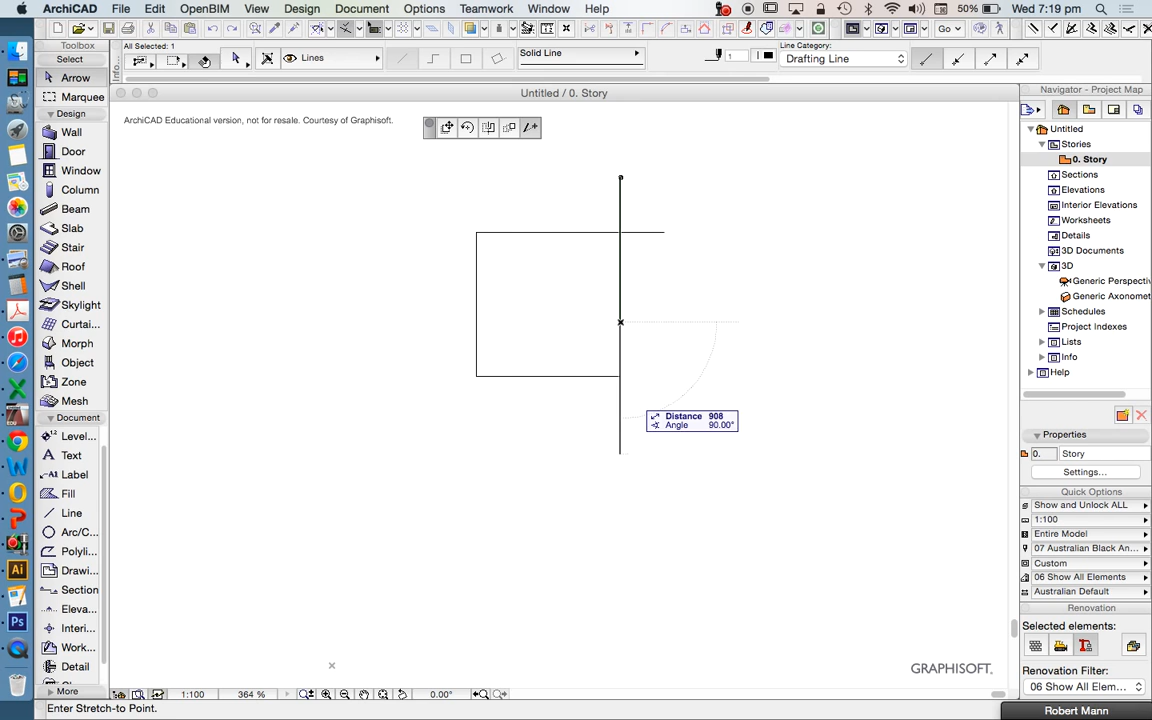 ArchiCAD File Edit OpenBIM View Design Document Options Teamwork Window Help 50% Wed 7:19 pm
Toolbox
Select
Arrow
Marquee
Design
Wall
Door
Window
Column
Beam
Slab
Stair
Roof
Shell
Skylight
Curtai...
Morph
Object
Zone
Mesh
Document
Level...
Text
Label
Fill
Line
Arc/C...
Polyli...
Drawi...
Section
Eleva...
Interi...
Work...
Detail
More
Go
All Selected: 1
Lines
Solid Line
1
Line Category:
Drafting Line
Untitled / 0. Story
ArchiCAD Educational version, not for resale. Courtesy of Graphisoft.
Distance 908
Angle 90.00°
GRAPHISOFT.
1:100 364 % 0.00°
Enter Stretch-to Point.
Navigator - Project Map
Untitled
Stories
0. Story
Sections
Elevations
Interior Elevations
Worksheets
Details
3D Documents
3D
Generic Perspecti
Generic Axonomet
Schedules
Project Indexes
Lists
Info
Help
Properties
0. Story
Settings...
Quick Options
Show and Unlock ALL
1:100
Entire Model
07 Australian Black An...
Custom
06 Show All Elements
Australian Default
Renovation
Selected elements:
Renovation Filter:
06 Show All Elem...
Robert Mann